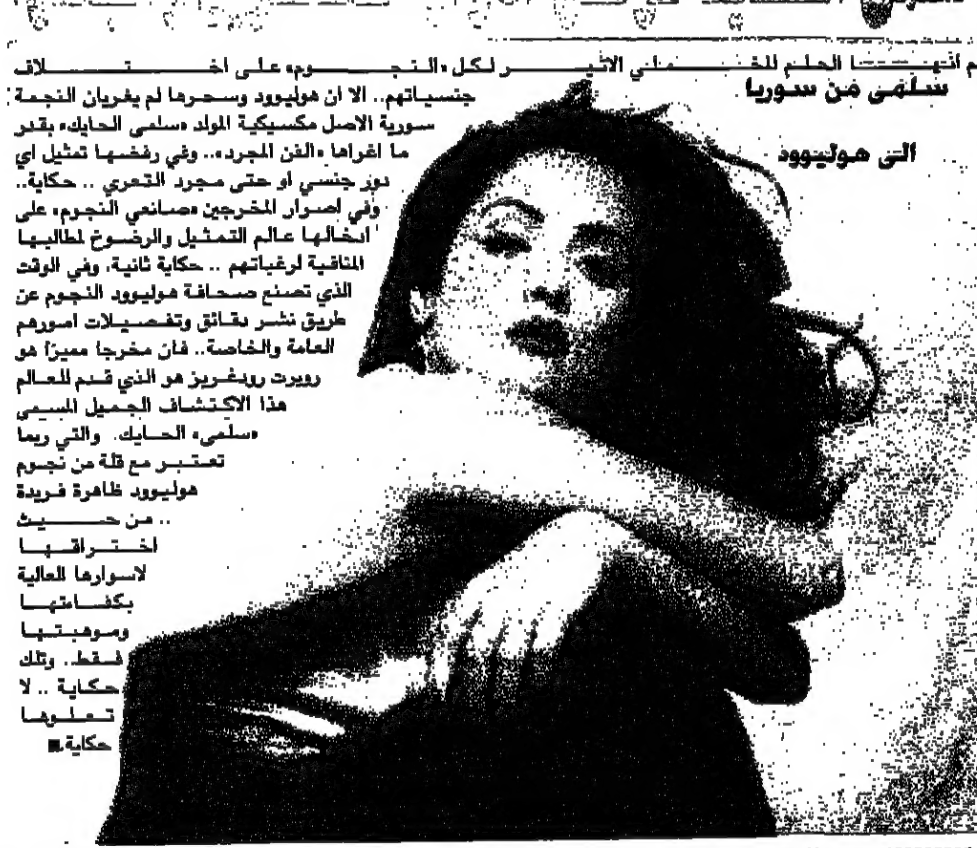 سلمى من سوريا
الى هوليوود
انها الحلم المخملي الاثير لكل «النجوم» على اختلاف
جنسياتهم.. الا ان هوليوود وسحرها لم يغريان النجمة
سورية الاصل مكسيكية المولد «سلمى الحايك» بقدر
ما اغراها «الفن المجرد».. وفي رفضها تمثيل اي
دور جنسي أو حتى مجرد التعري .. حكاية..
وفي اصرار المخرجين «صانعي النجوم» على
ادخالها عالم التمثيل والرضوخ لمطالبها
المنافية لرغباتهم .. حكاية ثانية. وفي الوقت
الذي تصنع صحافة هوليوود النجوم عن
طريق نشر دقائق وتفصيلات امورهم
العامة والخاصة.. فان مخرجا مميزا هو
روبرت رودغريز هو الذي قدم للعالم
هذا الاكتشاف الجميل المسمى
«سلمى» الحايك. والتي ربما
تعتبر مع قلة من نجوم
هوليوود ظاهرة فريدة
.. من حيث
اختراقها
لاسوارها العالية
بكفاءتها
وموهبتها
فقط.. وتلك
حكاية .. لا
تعلوها
حكاية